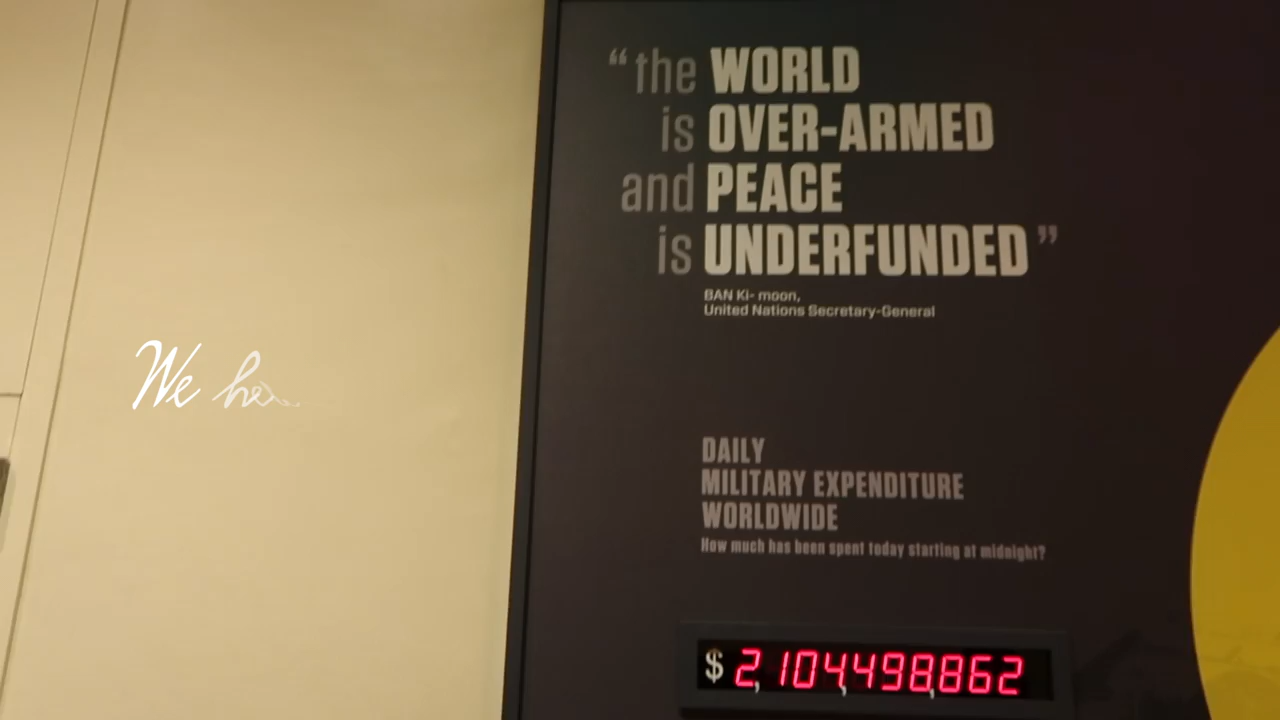 “the WORLD
is OVER-ARMED
and PEACE
is UNDERFUNDED”
BAN Ki- moon,
United Nations Secretary-General
We
DAILY
MILITARY EXPENDITURE
WORLDWIDE
How much has been spent today starting at midnight?
$ 2,104,498,862